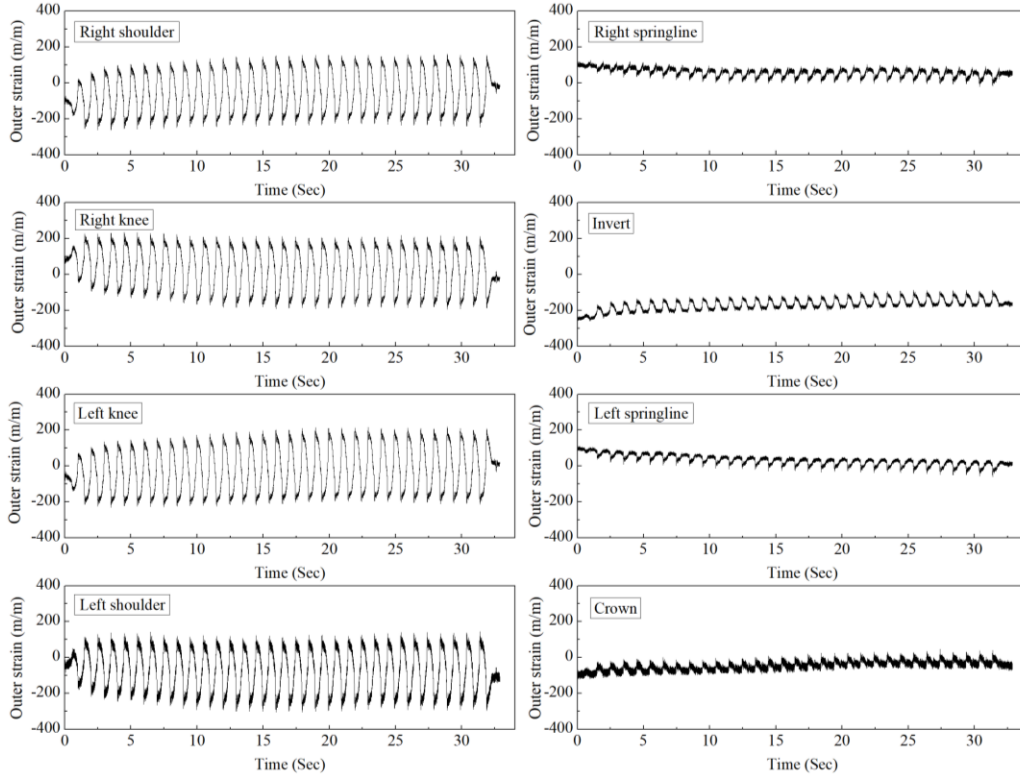 400
Right shoulder
200
0
-200
-400
Outer strain (m/m)
0 5 10 15 20 25 30
Time (Sec)
400
Right springline
200
0
-200
-400
Outer strain (m/m)
0 5 10 15 20 25 30
Time (Sec)
400
Right knee
200
0
-200
-400
Outer strain (m/m)
0 5 10 15 20 25 30
Time (Sec)
400
Invert
200
0
-200
-400
Outer strain (m/m)
0 5 10 15 20 25 30
Time (Sec)
400
Left knee
200
0
-200
-400
Outer strain (m/m)
0 5 10 15 20 25 30
Time (Sec)
400
Left springline
200
0
-200
-400
Outer strain (m/m)
0 5 10 15 20 25 30
Time (Sec)
400
Left shoulder
200
0
-200
-400
Outer strain (m/m)
0 5 10 15 20 25 30
Time (Sec)
400
Crown
200
0
-200
-400
Outer strain (m/m)
0 5 10 15 20 25 30
Time (Sec)